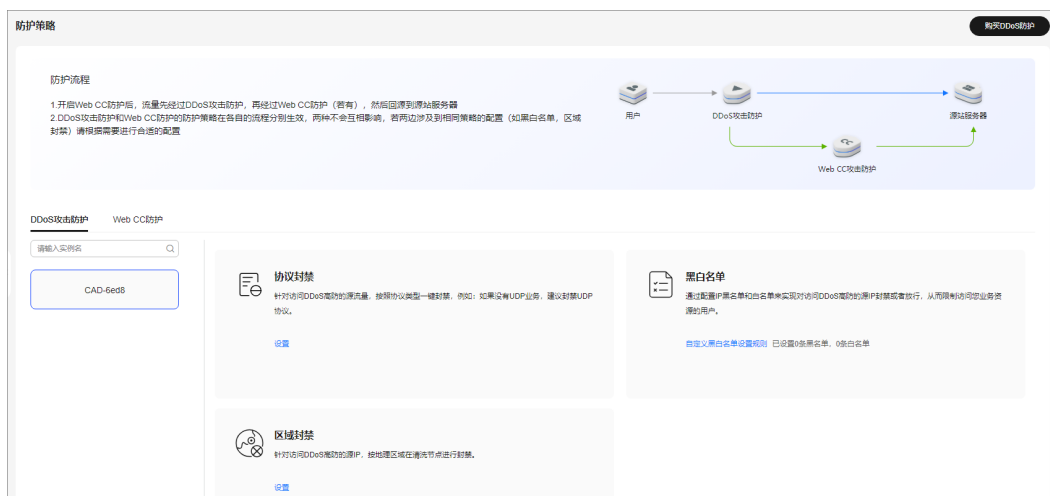 防护策略
购买DDoS防护
防护流程
1.开启Web CC防护后，流量先经过DDoS攻击防护，再经过Web CC防护（若有），然后回源到源站服务器
2.DDoS攻击防护和Web CC防护的防护策略在各自的流程分别生效，两种不会互相影响，若两边涉及到相同策略的配置（如黑白名单，区域
封禁）请根据需要进行合适的配置
用户
DDoS攻击防护
源站服务器
Web CC攻击防护
DDoS攻击防护
Web CC防护
请输入实例名
CAD-6ed8
协议封禁
针对访问DDoS高防的源流量，按照协议类型一键封禁，例如：如果没有UDP业务，建议封禁UDP
协议。
设置
黑白名单
通过配置IP黑名单和白名单来实现对访问DDoS高防的源IP封禁或者放行，从而限制访问您业务资
源的用户。
自定义黑白名单设置规则 已设置0条黑名单，0条白名单
区域封禁
针对访问DDoS高防的源IP，按地理区域在清洗节点进行封禁。
设置